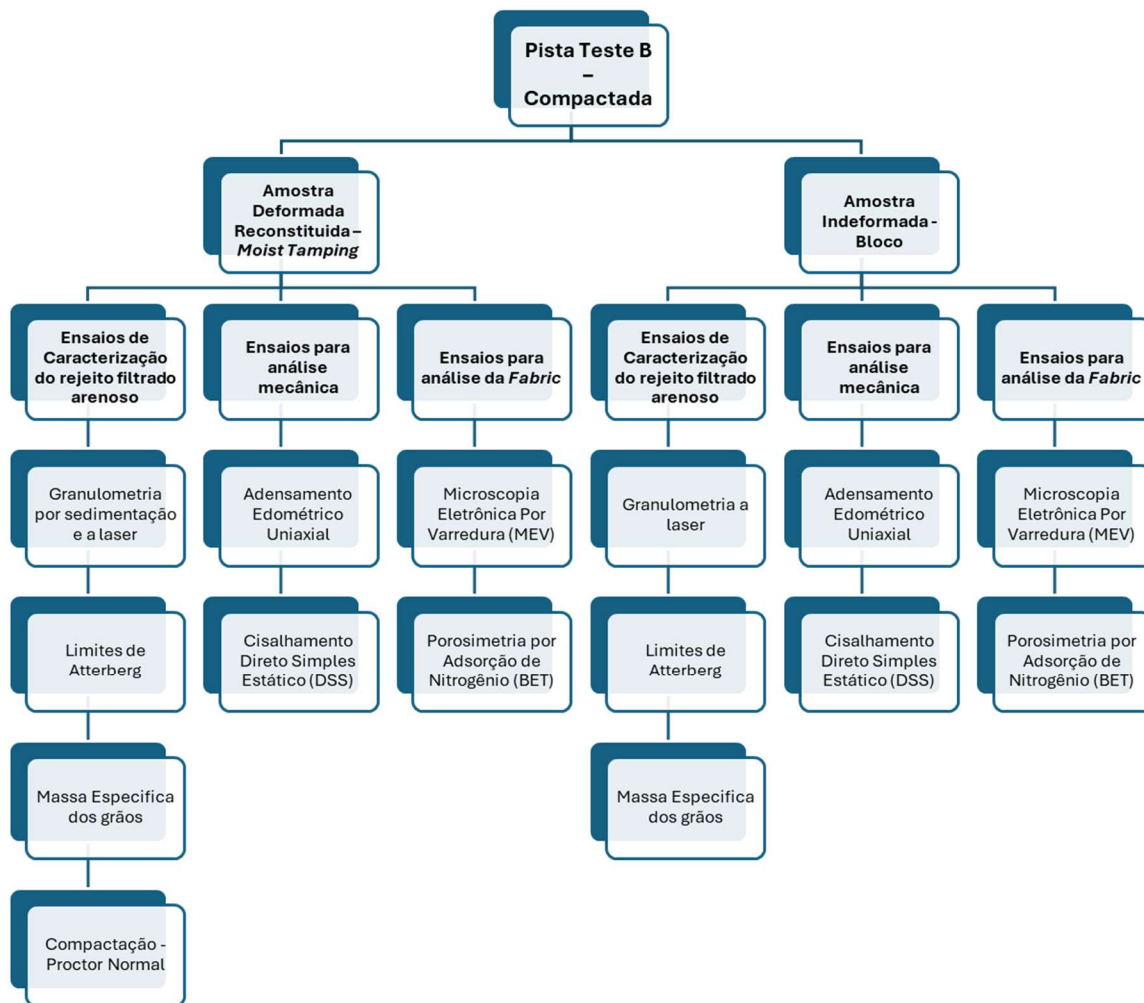 Pista Teste B
–
Compactada
Amostra
Deformada
Reconstituida –
Moist Tamping
Amostra
Indeformada -
Bloco
Ensaios de
Caracterização
do rejeito filtrado
arenoso
Ensaios para
análise
mecânica
Ensaios para
análise da Fabric
Ensaios de
Caracterização
do rejeito filtrado
arenoso
Ensaios para
análise
mecânica
Ensaios para
análise da Fabric
Granulometria
por sedimentação
e a laser
Adensamento
Edométrico
Uniaxial
Microscopia
Eletrônica Por
Varredura (MEV)
Granulometria a
laser
Adensamento
Edométrico
Uniaxial
Microscopia
Eletrônica Por
Varredura (MEV)
Limites de
Atterberg
Cisalhamento
Direto Simples
Estático (DSS)
Porosimetria por
Adsorção de
Nitrogênio (BET)
Limites de
Atterberg
Cisalhamento
Direto Simples
Estático (DSS)
Porosimetria por
Adsorção de
Nitrogênio (BET)
Massa Especifica
dos grãos
Massa Especifica
dos grãos
Compactação -
Proctor Normal